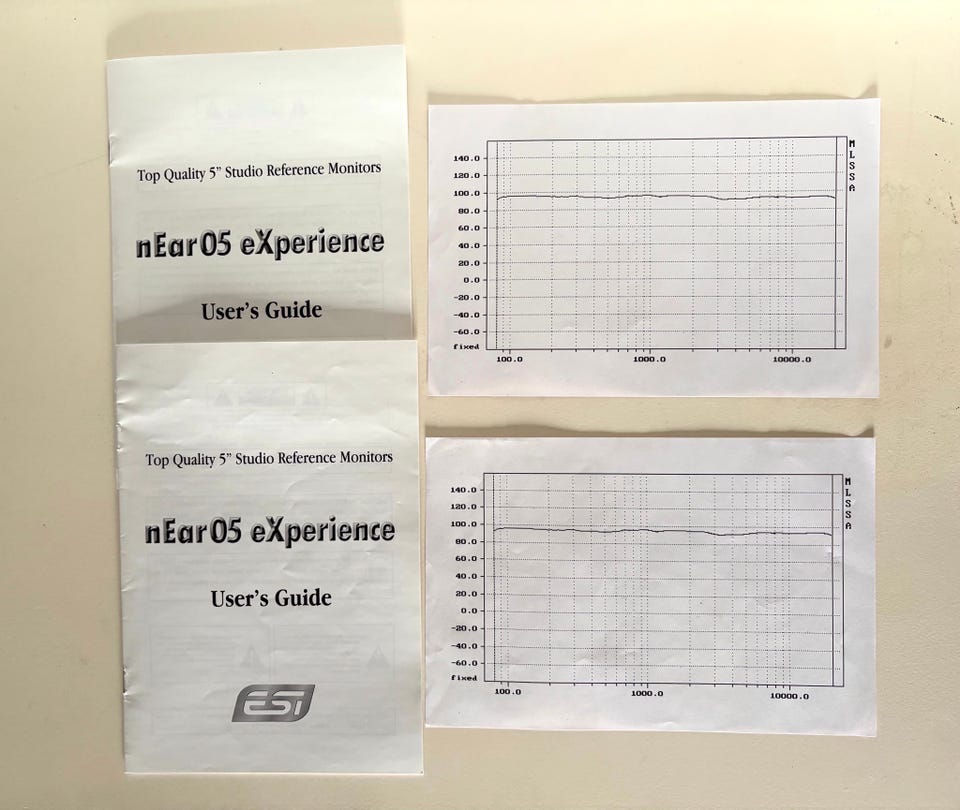 Top Quality 5” Studio Reference Monitors
nEar05 eXperience
User's Guide
Top Quality 5” Studio Reference Monitors
nEar05 eXperience
User's Guide
ESI
140.0
120.0
100.0
80.0
60.0
40.0
20.0
0.0
-20.0
-40.0
-60.0
fixed
100.0 1000.0 10000.0
M
L
S
S
A
140.0
120.0
100.0
80.0
60.0
40.0
20.0
0.0
-20.0
-40.0
-60.0
fixed
100.0 1000.0 10000.0
M
L
S
S
A